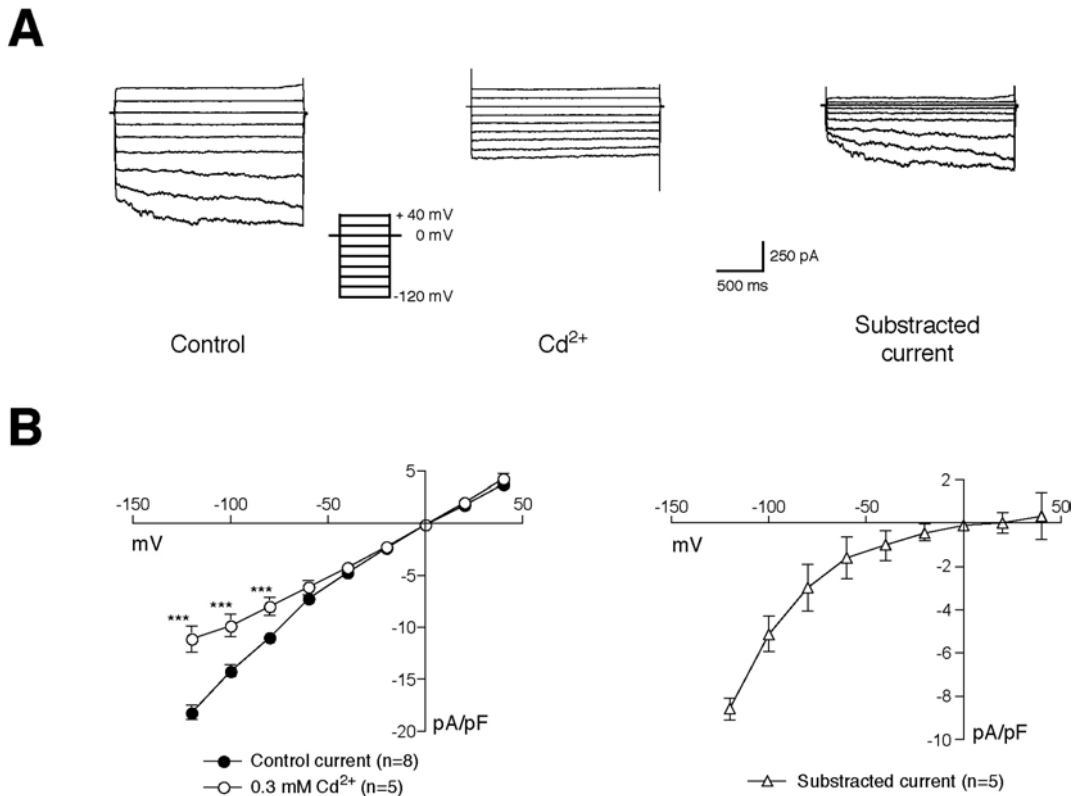 A
+ 40 mV
0 mV
-120 mV
250 pA
500 ms
Control
Cd2+
Substracted
current
B
5
-150
-100
-50
50
mV
-5
-10
-15
-20
pA/pF
***
***
***
Control current (n=8)
0.3 mM Cd2+ (n=5)
2
-150
-100
-50
50
mV
-2
-4
-6
-8
-10
pA/pF
Substracted current (n=5)